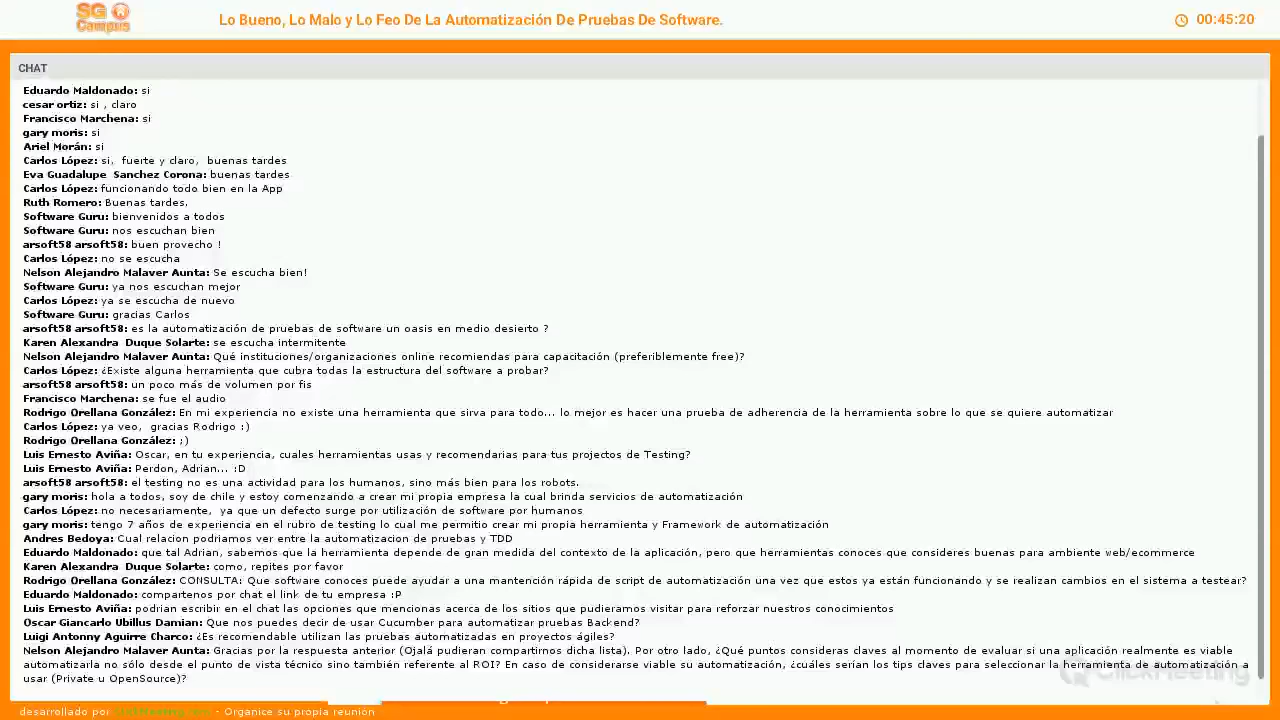 SG Campus
Lo Bueno, Lo Malo y Lo Feo De La Automatización De Pruebas De Software.
00:45:20
CHAT
Eduardo Maldonado: si
cesar ortiz: si , claro
Francisco Marchena: si
gary moris: si
Ariel Morán: si
Carlos López: si, fuerte y claro, buenas tardes
Eva Guadalupe Sanchez Corona: buenas tardes
Carlos López: funcionando todo bien en la App
Ruth Romero: Buenas tardes.
Software Guru: bienvenidos a todos
Software Guru: nos escuchan bien
arsoft58 arsoft58: buen provecho !
Carlos López: no se escucha
Nelson Alejandro Malaver Aunta: Se escucha bien!
Software Guru: ya nos escuchan mejor
Carlos López: ya se escucha de nuevo
Software Guru: gracias Carlos
arsoft58 arsoft58: es la automatización de pruebas de software un oasis en medio desierto ?
Karen Alexandra Duque Solarte: se escucha intermitente
Nelson Alejandro Malaver Aunta: Qué instituciones/organizaciones online recomiendas para capacitación (preferiblemente free)?
Carlos López: ¿Existe alguna herramienta que cubra todas la estructura del software a probar?
arsoft58 arsoft58: un poco más de volumen por fis
Francisco Marchena: se fue el audio
Rodrigo Orellana González: En mi experiencia no existe una herramienta que sirva para todo... lo mejor es hacer una prueba de adherencia de la herramienta sobre lo que se quiere automatizar
Carlos López: ya veo, gracias Rodrigo :)
Rodrigo Orellana González: ;)
Luis Ernesto Aviña: Oscar, en tu experiencia, cuales herramientas usas y recomendarias para tus projectos de Testing?
Luis Ernesto Aviña: Perdon, Adrian... :D
arsoft58 arsoft58: el testing no es una actividad para los humanos, sino más bien para los robots.
gary moris: hola a todos, soy de chile y estoy comenzando a crear mi propia empresa la cual brinda servicios de automatización
Carlos López: no necesariamente, ya que un defecto surge por utilización de software por humanos
gary moris: tengo 7 años de experiencia en el rubro de testing lo cual me permitio crear mi propia herramienta y Framework de automatización
Andres Bedoya: Cual relacion podriamos ver entre la automatizacion de pruebas y TDD
Eduardo Maldonado: que tal Adrian, sabemos que la herramienta depende de gran medida del contexto de la aplicación, pero que herramientas conoces que consideres buenas para ambiente web/ecommerce
Karen Alexandra Duque Solarte: como, repites por favor
Rodrigo Orellana González: CONSULTA: Que software conoces puede ayudar a una mantención rápida de script de automatización una vez que estos ya están funcionando y se realizan cambios en el sistema a testear?
Eduardo Maldonado: compartenos por chat el link de tu empresa :P
Luis Ernesto Aviña: podrian escribir en el chat las opciones que mencionas acerca de los sitios que pudieramos visitar para reforzar nuestros conocimientos
Oscar Giancarlo Ubillus Damian: Que nos puedes decir de usar Cucumber para automatizar pruebas Backend?
Luigi Antonny Aguirre Charco: ¿Es recomendable utilizan las pruebas automatizadas en proyectos ágiles?
Nelson Alejandro Malaver Aunta: Gracias por la respuesta anterior (Ojalá pudieran compartirnos dicha lista). Por otro lado, ¿Qué puntos consideras claves al momento de evaluar si una aplicación realmente es viable
automatizarla no sólo desde el punto de vista técnico sino también referente al ROI? En caso de considerarse viable su automatización, ¿cuáles serían los tips claves para seleccionar la herramienta de automatización a
usar (Private u OpenSource)?
ClickMeeting
desarrollado por ClickMeeting.com - Organice su propia reunión